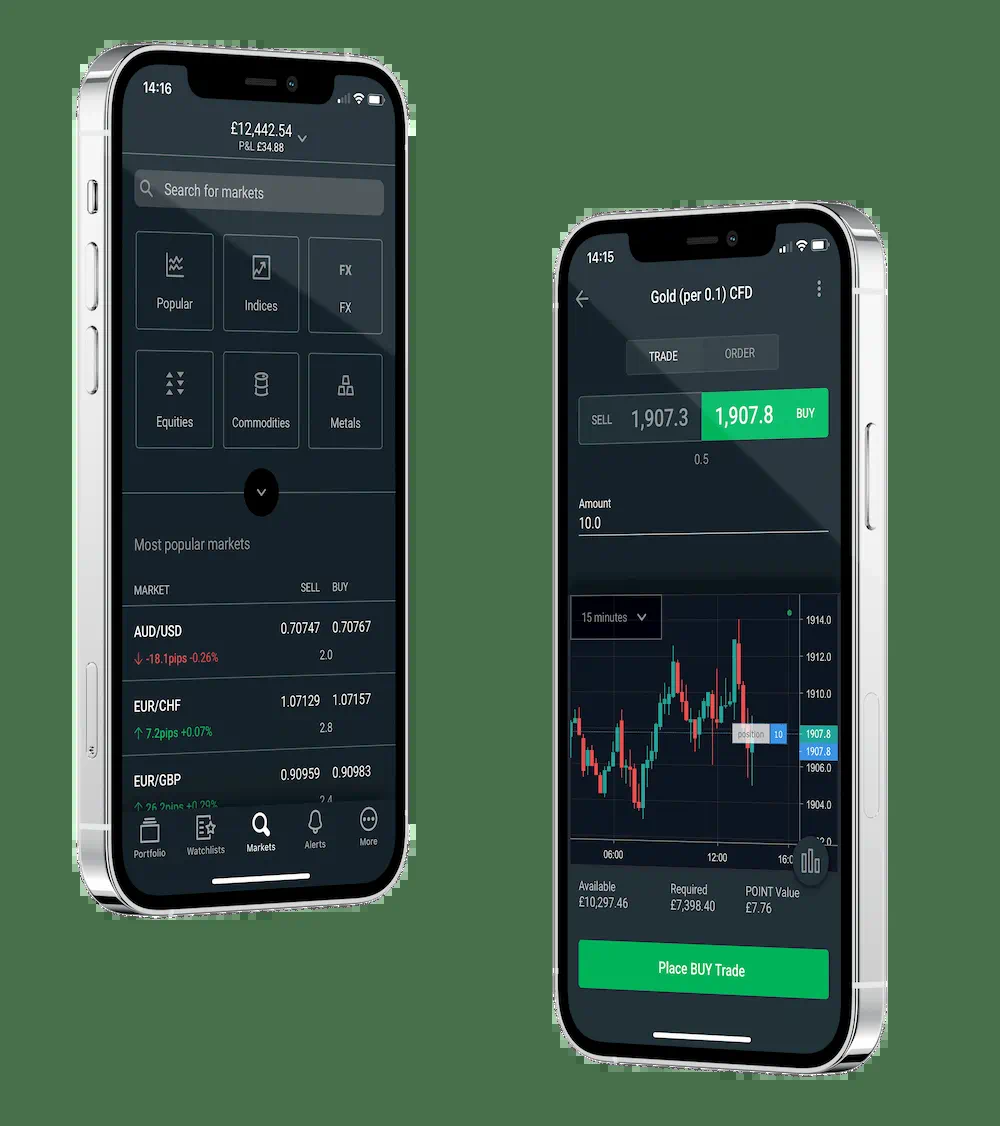 14:16
£12,442.54
P&L £34.88
Search for markets
Popular
Indices
FX
FX
Equities
Commodities
Metals
Most popular markets
MARKET SELL BUY
AUD/USD 0.70747 0.70767
-18.1pips -0.26% 2.0
EUR/CHF 1.07129 1.07157
7.2pips +0.07% 2.8
EUR/GBP 0.90959 0.90983
26.2pips +0.29% 2.4
Portfolio
Watchlists
Markets
Alerts
More
14:15
Gold (per 0.1) CFD
TRADE ORDER
SELL 1,907.3 1,907.8 BUY
0.5
Amount
10.0
15 minutes
1914.0
1912.0
1910.0
position 10
1907.8
1907.8
1906.0
1904.0
06:00 12:00
Available Required POINT Value
£10,297.46 £7,398.40 £7.76
Place BUY Trade